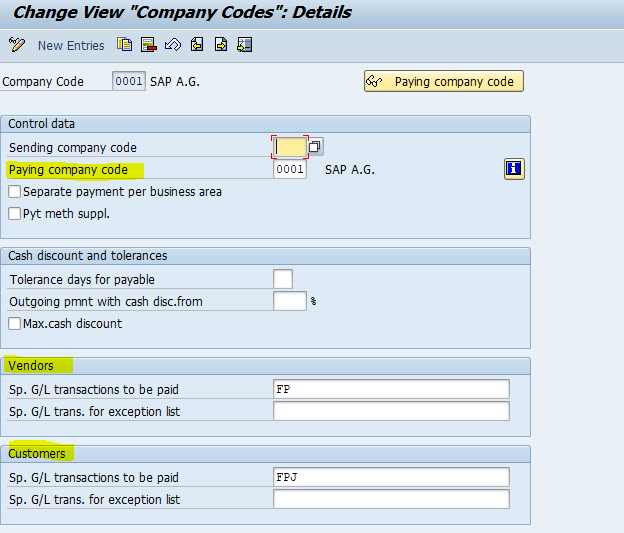 Change View "Company Codes": Details
New Entries
Company Code 0001 SAP A.G. Paying company code
Control data
Sending company code
Paying company code 0001 SAP A.G.
Separate payment per business area
Pyt meth suppl.
Cash discount and tolerances
Tolerance days for payable
Outgoing pmnt with cash disc.from %
Max.cash discount
Vendors
Sp. G/L transactions to be paid FP
Sp. G/L trans. for exception list
Customers
Sp. G/L transactions to be paid FPJ
Sp. G/L trans. for exception list